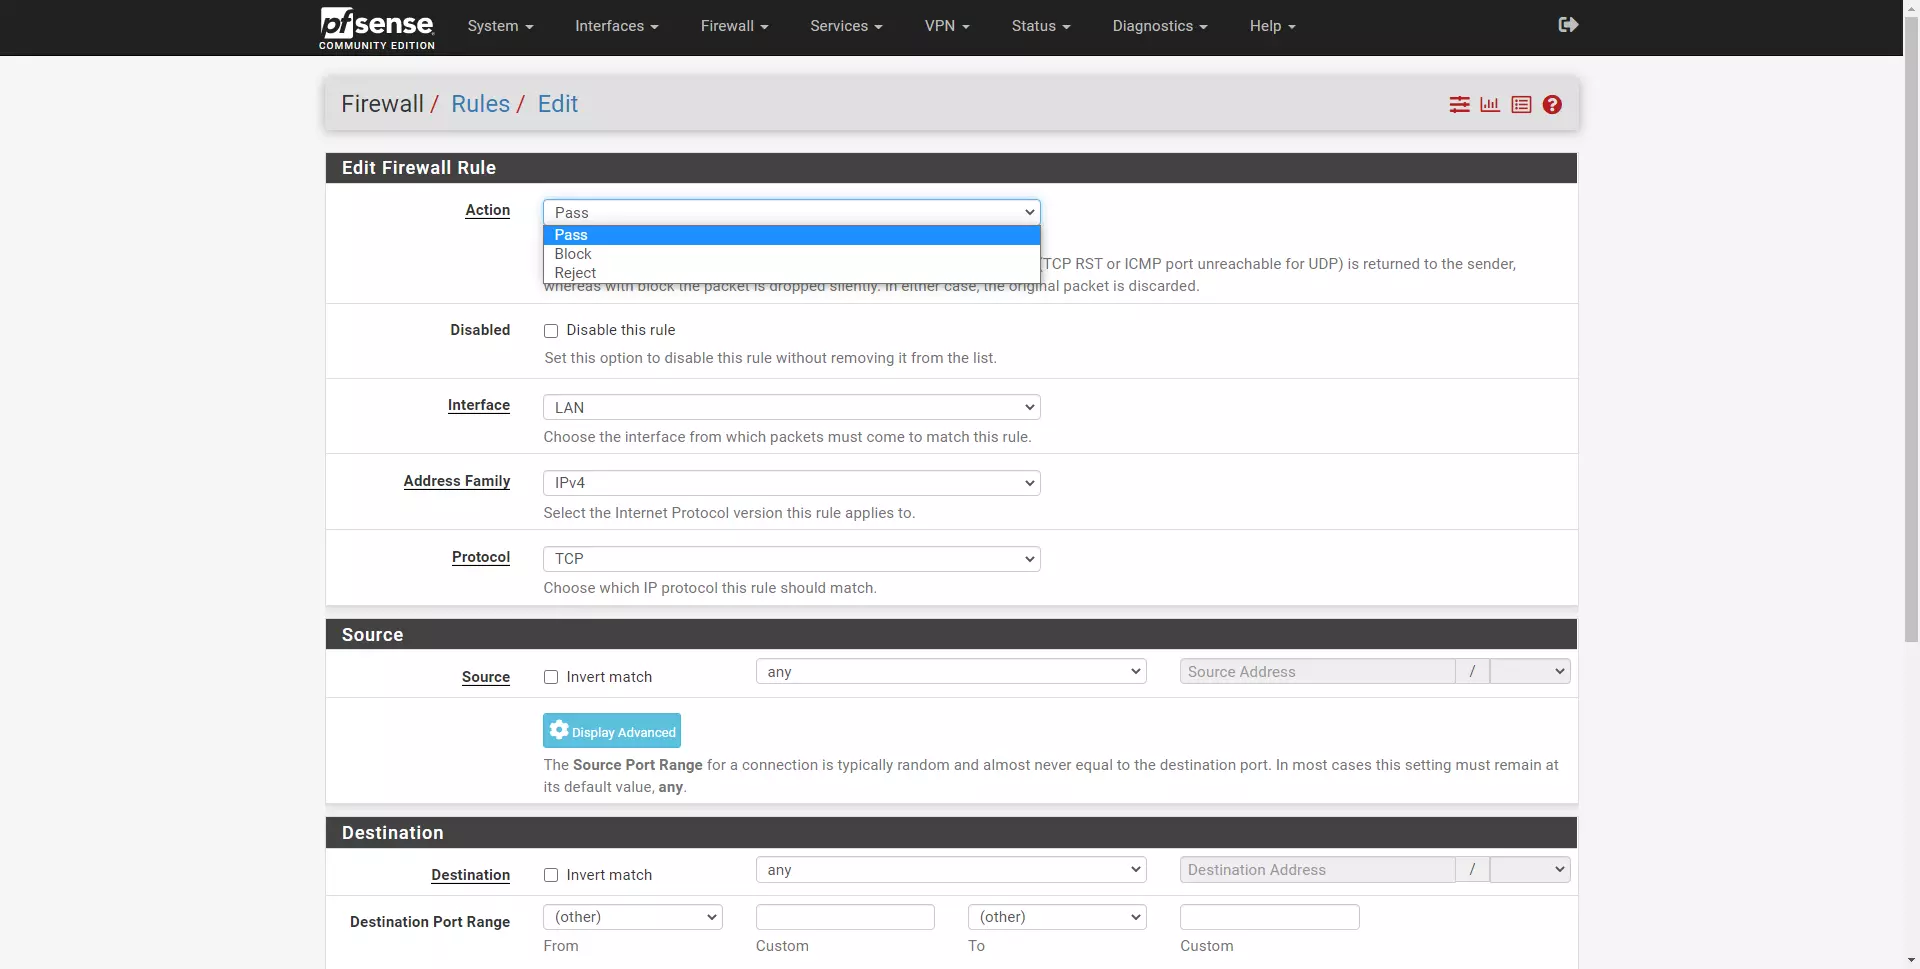 pfsense
COMMUNITY EDITION
System Interfaces Firewall Services VPN Status Diagnostics Help
Firewall / Rules / Edit
Edit Firewall Rule
Action Pass
Pass
Block
Reject
(TCP RST or ICMP port unreachable for UDP) is returned to the sender,
whereas with block the packet is dropped silently. In either case, the original packet is discarded.
Disabled Disable this rule
Set this option to disable this rule without removing it from the list.
Interface LAN
Choose the interface from which packets must come to match this rule.
Address Family IPv4
Select the Internet Protocol version this rule applies to.
Protocol TCP
Choose which IP protocol this rule should match.
Source
Source Invert match any Source Address /
Display Advanced
The Source Port Range for a connection is typically random and almost never equal to the destination port. In most cases this setting must remain at
its default value, any.
Destination
Destination Invert match any Destination Address /
Destination Port Range (other) (other)
From Custom To Custom